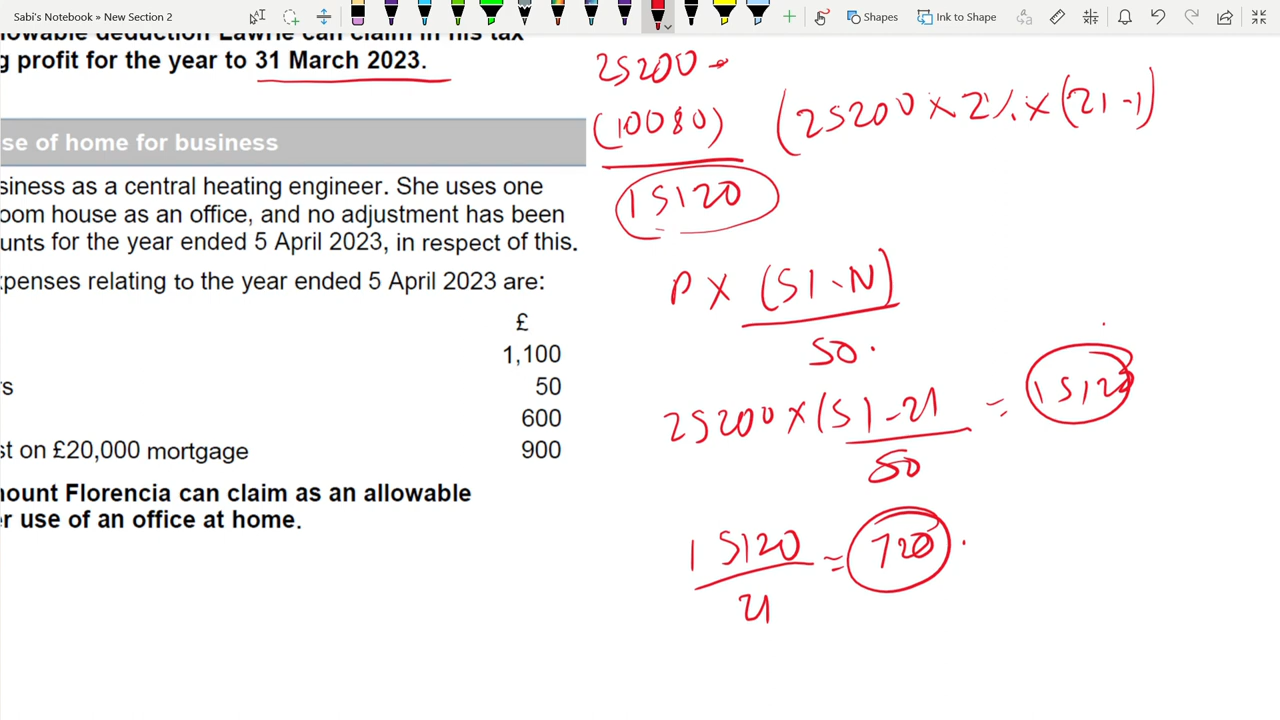 Sabi's Notebook » New Section 2
Shapes
Ink to Shape
owable deduction Lawrie can claim in his tax
g profit for the year to 31 March 2023.
se of home for business
siness as a central heating engineer. She uses one
oom house as an office, and no adjustment has been
unts for the year ended 5 April 2023, in respect of this.
xpenses relating to the year ended 5 April 2023 are:
£
1,100
s 50
600
st on £20,000 mortgage 900
nount Florencia can claim as an allowable
r use of an office at home.
25200
(10080) (25200 × 2% × (21-1)
15120
P × (51-N)
50
25200 × (51-21 = 15120
50
15120 = 720
21